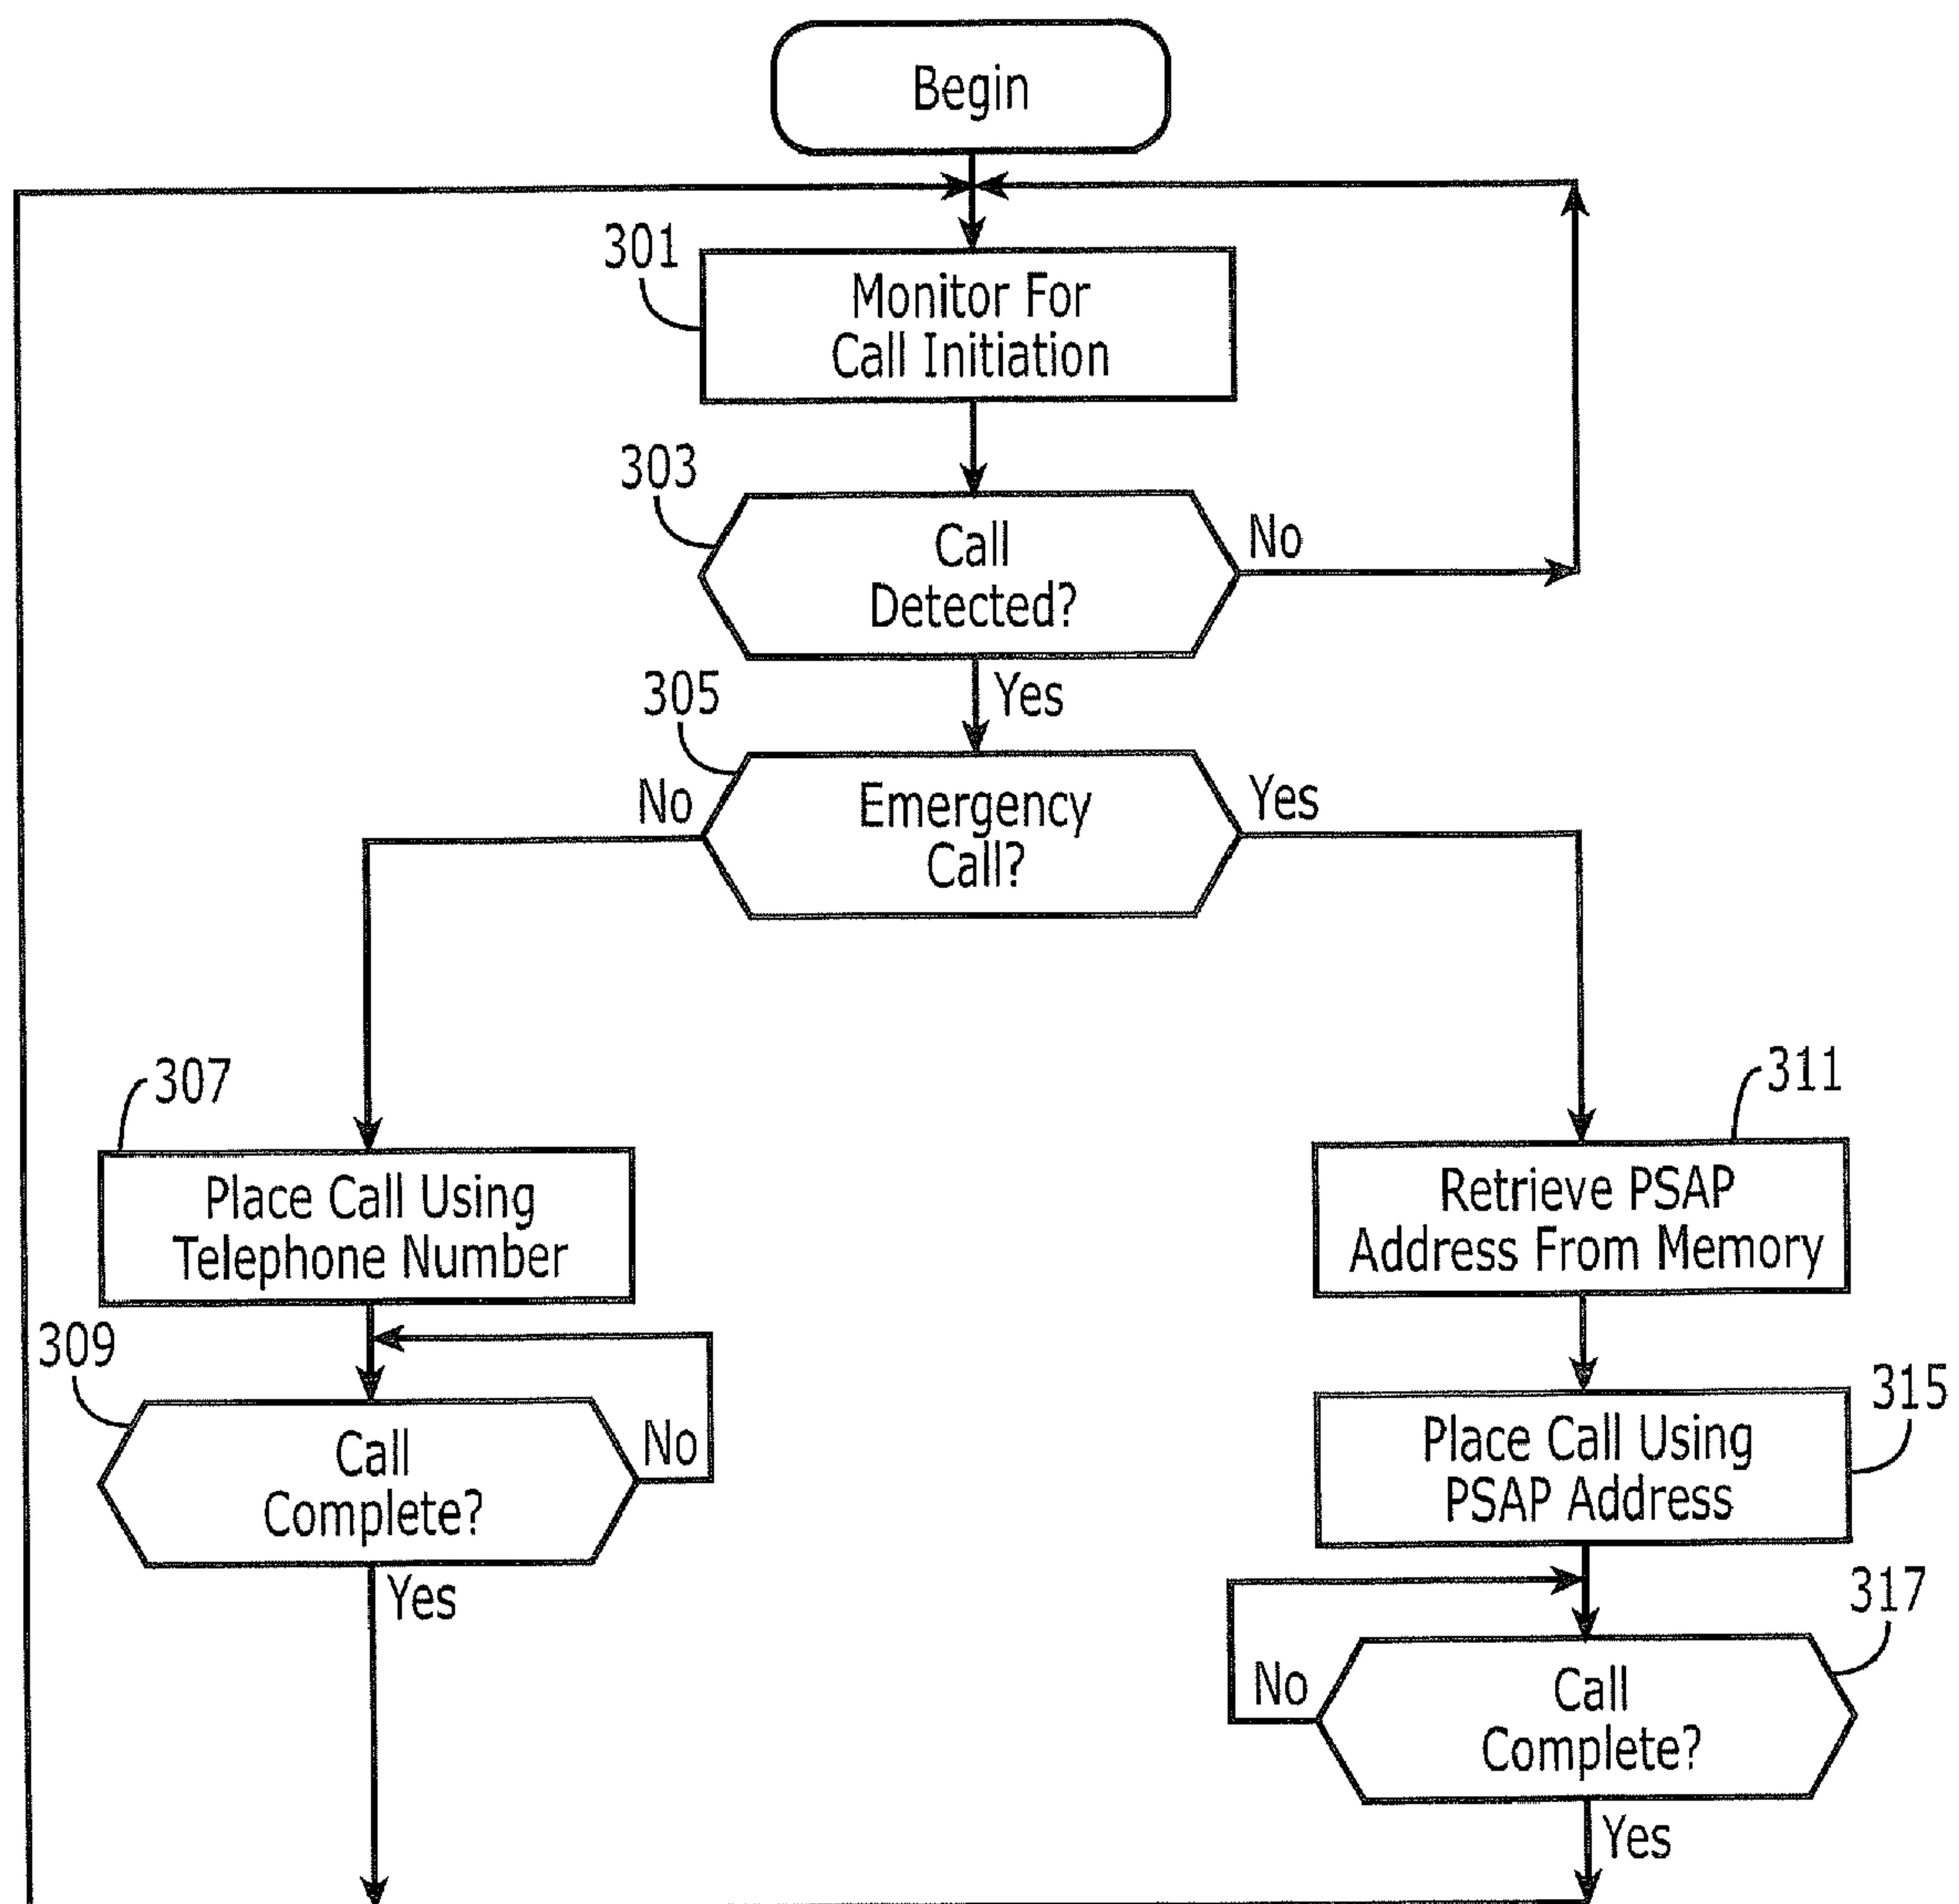 Begin
301
Monitor For
Call Initiation
303
Call
Detected?
No
Yes
305
No
Emergency
Call?
Yes
307
Place Call Using
Telephone Number
309
Call
Complete?
No
Yes
311
Retrieve PSAP
Address From Memory
315
Place Call Using
PSAP Address
317
No
Call
Complete?
Yes